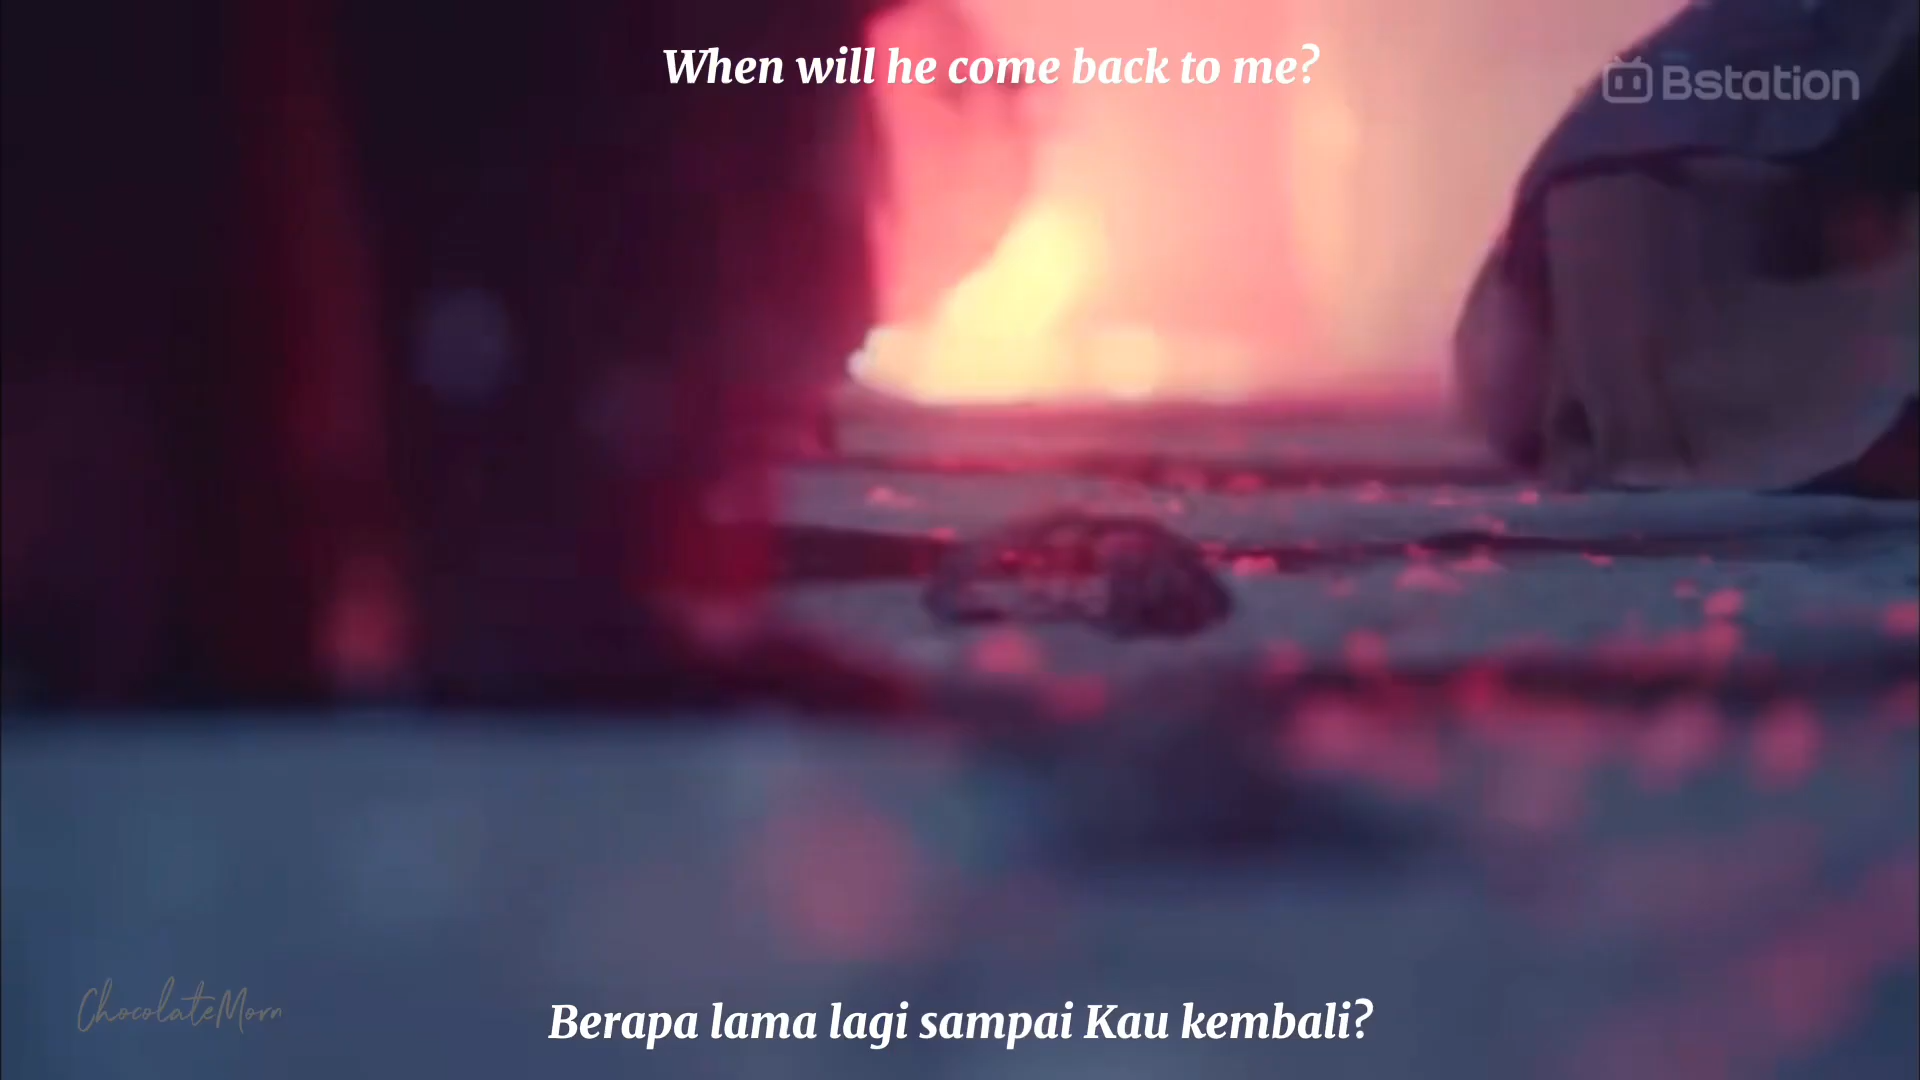 When will he come back to me?
Bstation
ChocolateMorn
Berapa lama lagi sampai Kau kembali?